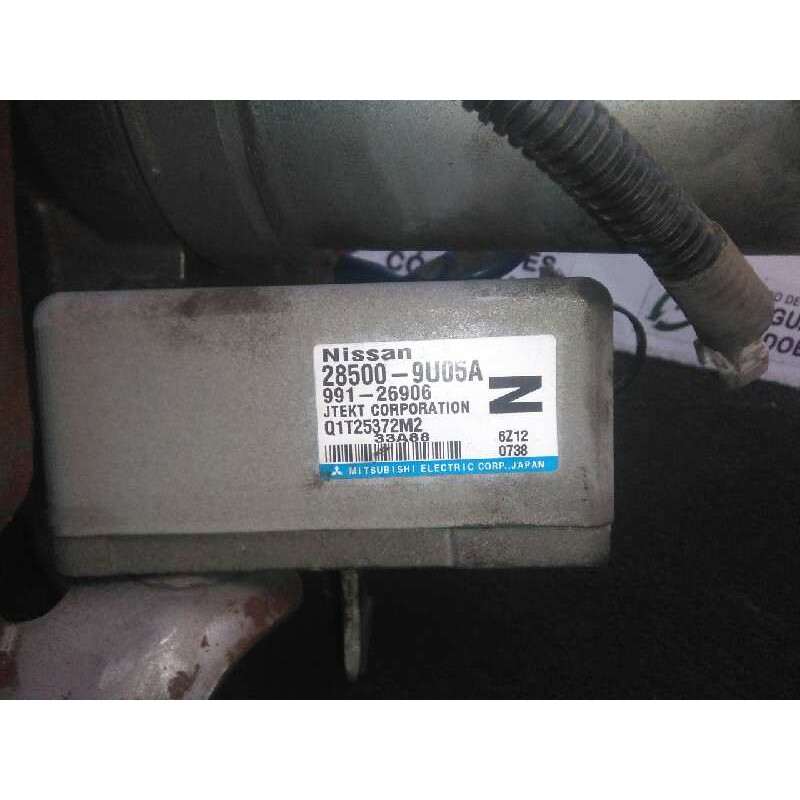 Nissan
28500-9U05A
991-26906
JTEKT CORPORATION
Q1T25372M2
N
33A88
6Z12
0738
MITSUBISHI ELECTRIC CORP., JAPAN